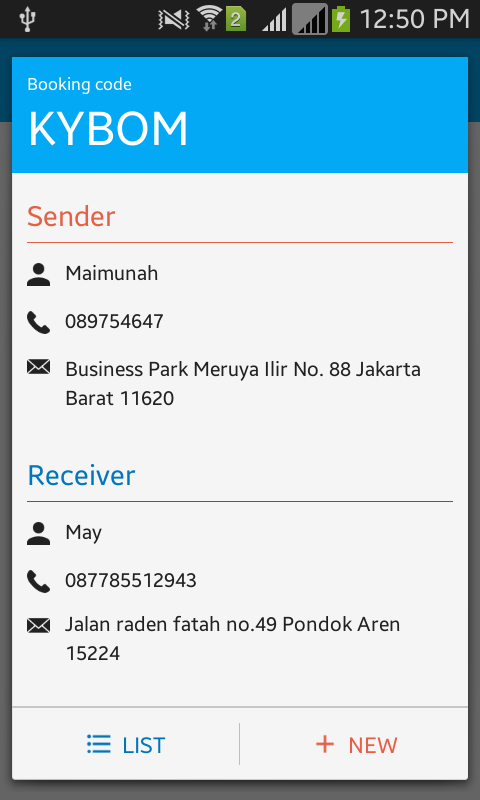 2
12:50 PM
Booking code
KYBOM
Sender
Maimunah
089754647
Business Park Meruya Ilir No. 88 Jakarta
Barat 11620
Receiver
May
087785512943
Jalan raden fatah no.49 Pondok Aren
15224
LIST
NEW